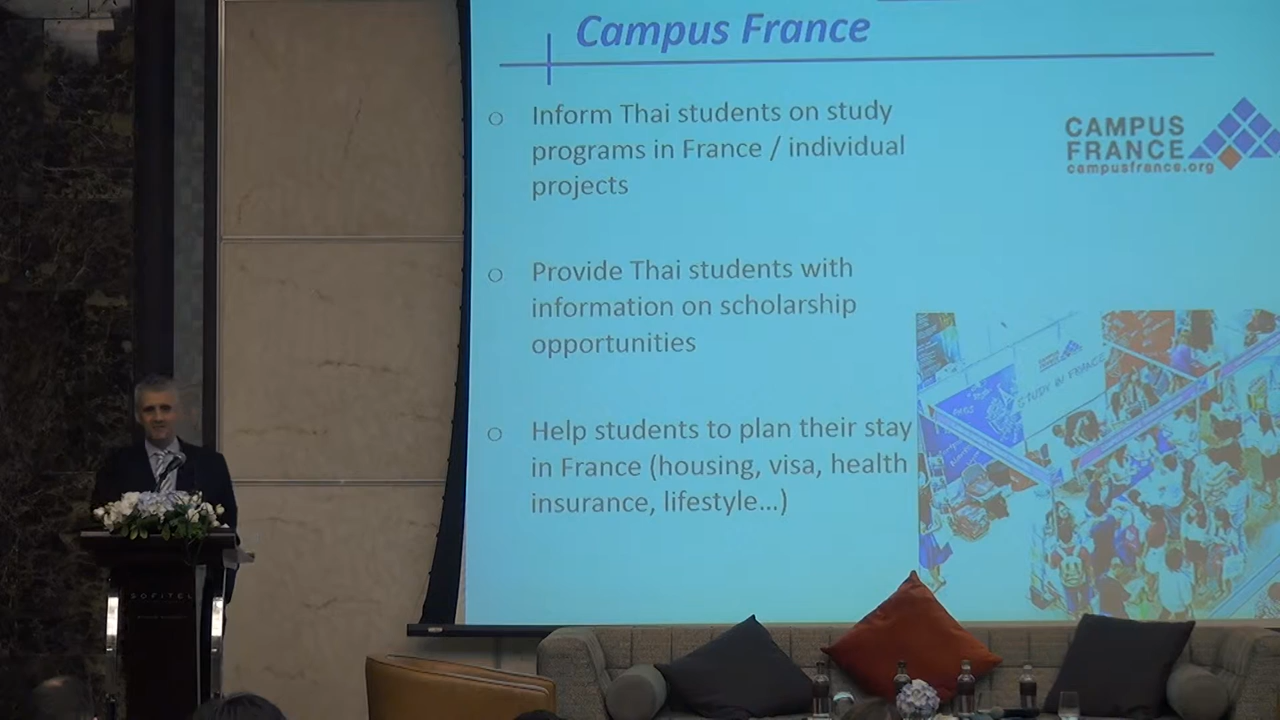 Campus France
Inform Thai students on study
programs in France / individual
projects
CAMPUS
FRANCE
campusfrance.org
Provide Thai students with
information on scholarship
opportunities
STUDY IN FRANCE
Help students to plan their stay
in France (housing, visa, health
insurance, lifestyle...)
SOFITEL